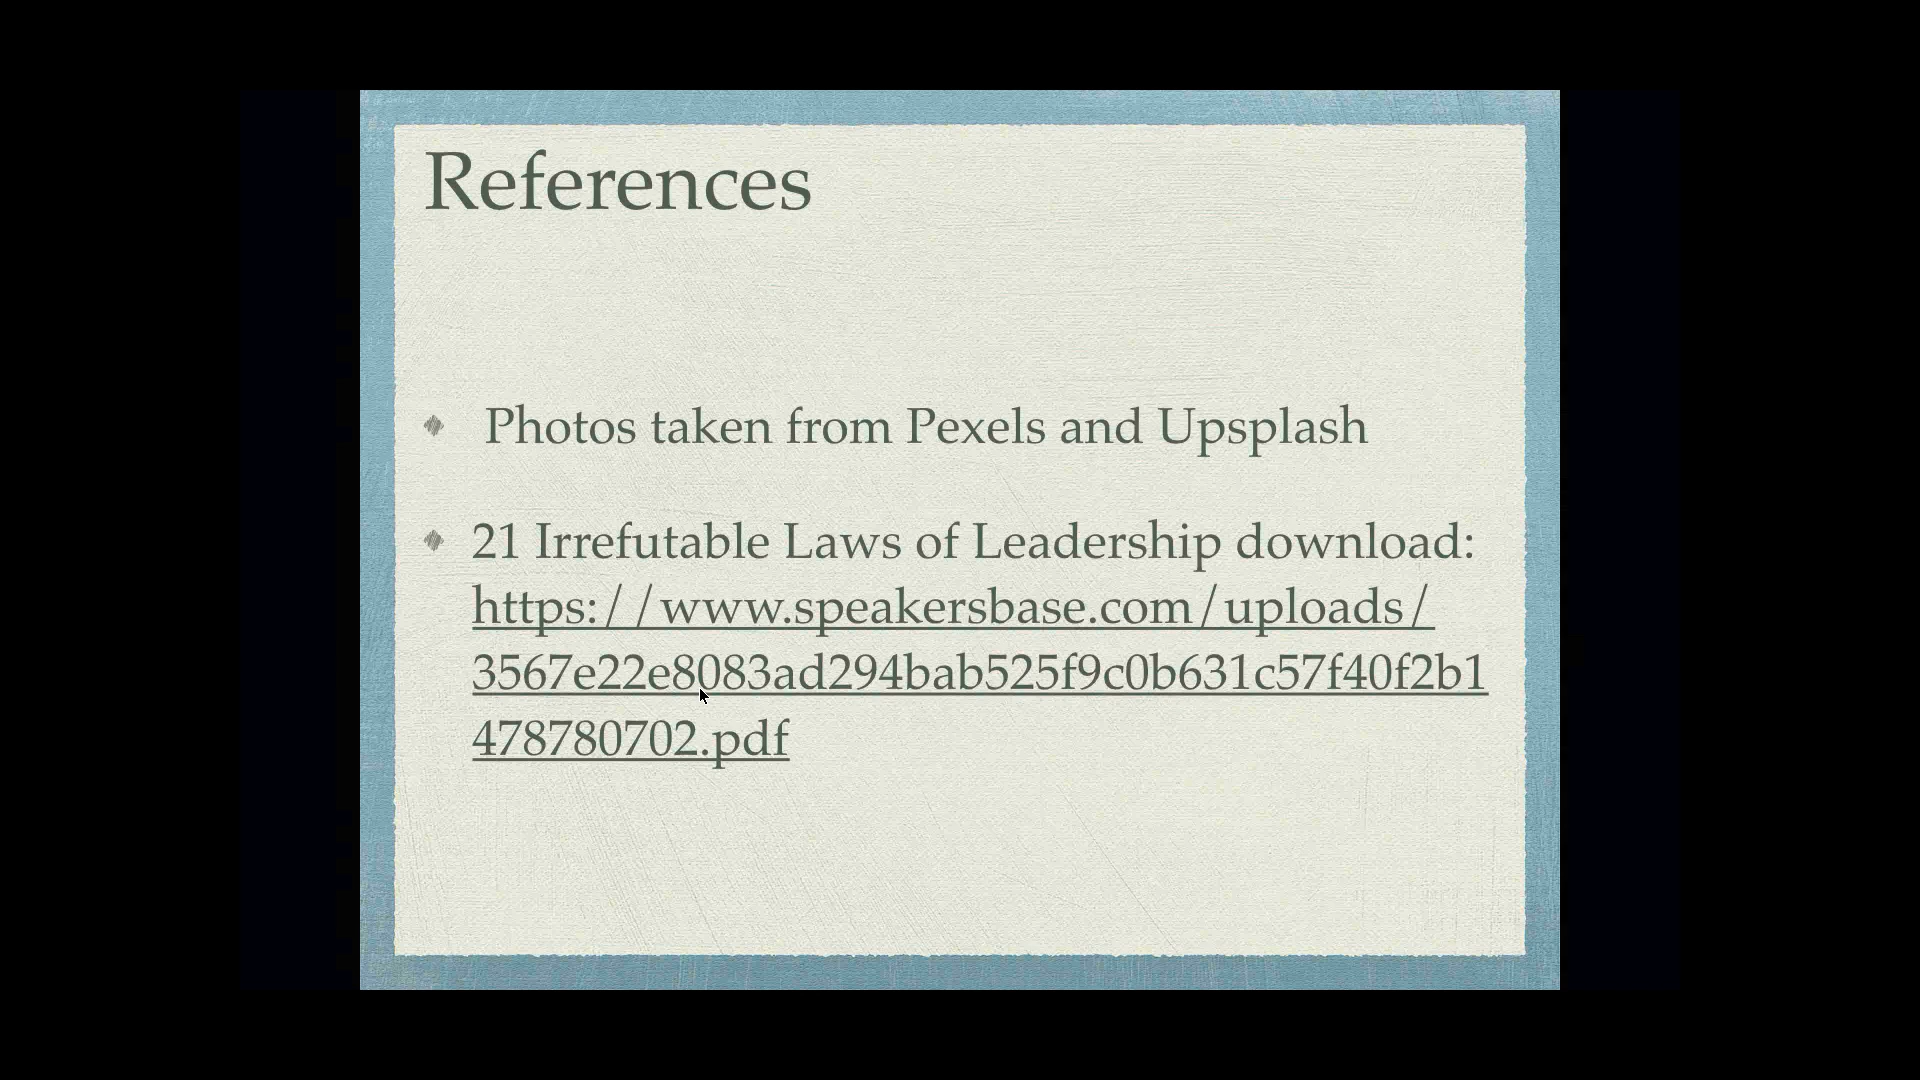 References
Photos taken from Pexels and Upsplash
21 Irrefutable Laws of Leadership download:
https://www.speakersbase.com/uploads/
3567e22e8083ad294bab525f9c0b631c57f40f2b1
478780702.pdf